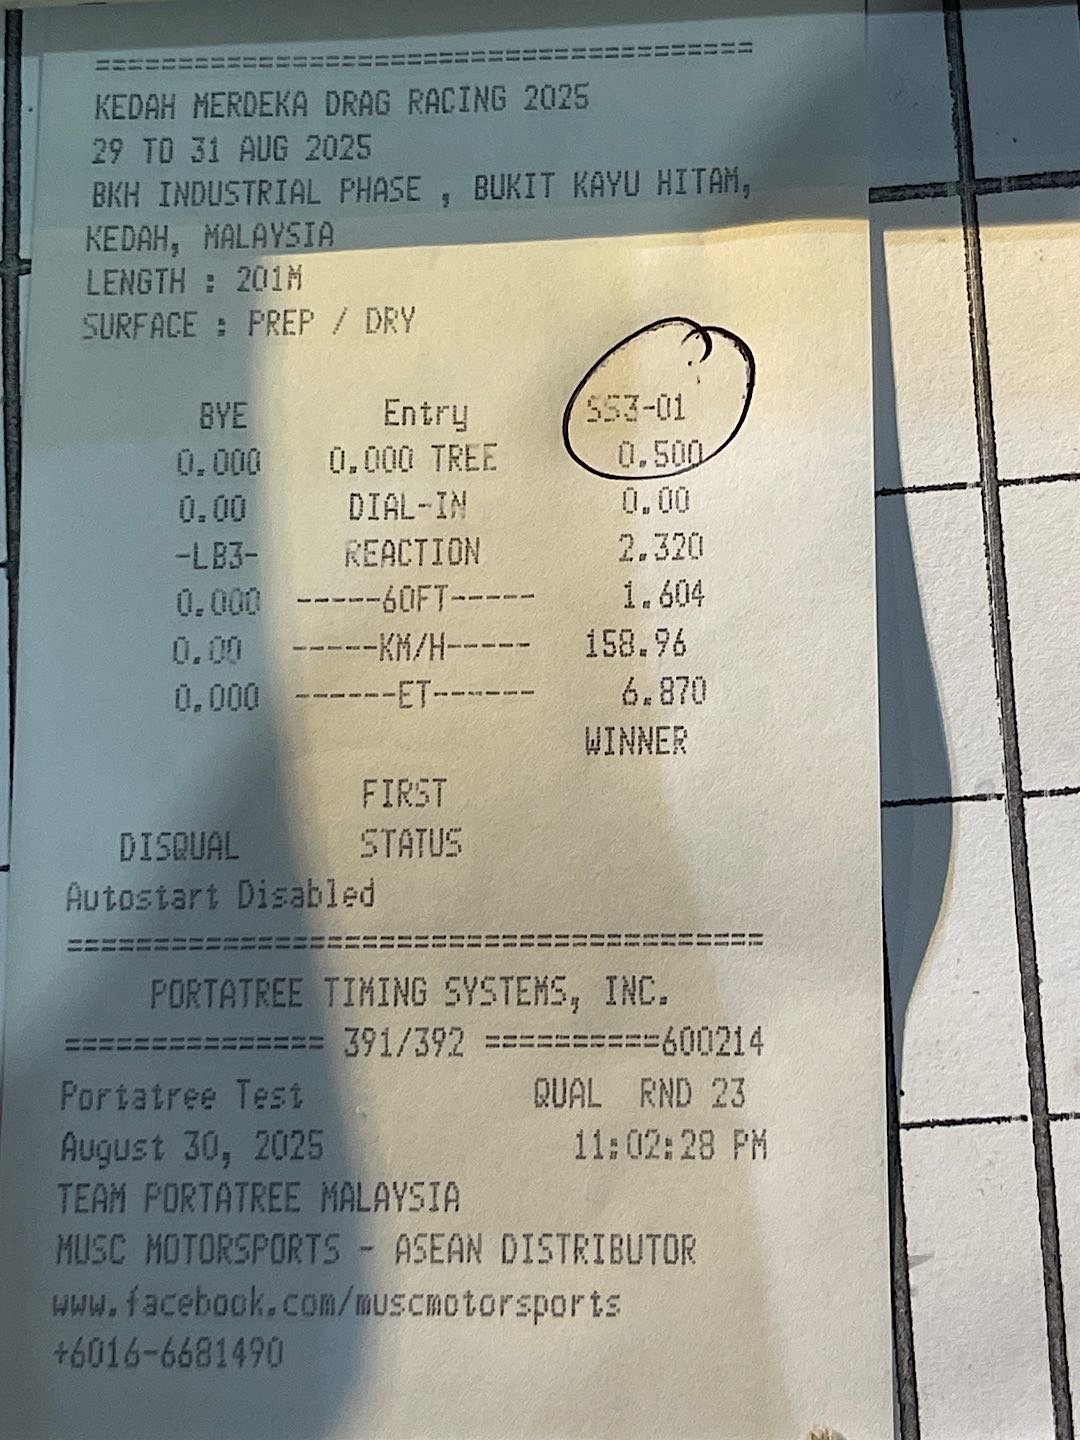 =======================================
KEDAH MERDEKA DRAG RACING 2025
29 TO 31 AUG 2025
BKH INDUSTRIAL PHASE , BUKIT KAYU HITAM,
KEDAH, MALAYSIA
LENGTH : 201M
SURFACE : PREP / DRY
BYE Entry SS3-01
0.000 0.000 TREE 0.500
0.00 DIAL-IN 0.00
-LB3- REACTION 2.320
0.000 -----60FT----- 1.604
0.00 -----KM/H----- 158.96
0.000 ------ET------ 6.870
WINNER
FIRST
DISQUAL STATUS
Autostart Disabled
========================================
PORTATREE TIMING SYSTEMS, INC.
=============== 391/392 ==========600214
Portatree Test QUAL RND 23
August 30, 2025 11:02:28 PM
TEAM PORTATREE MALAYSIA
MUSC MOTORSPORTS - ASEAN DISTRIBUTOR
www.facebook.com/muscmotorsports
+6016-6681490